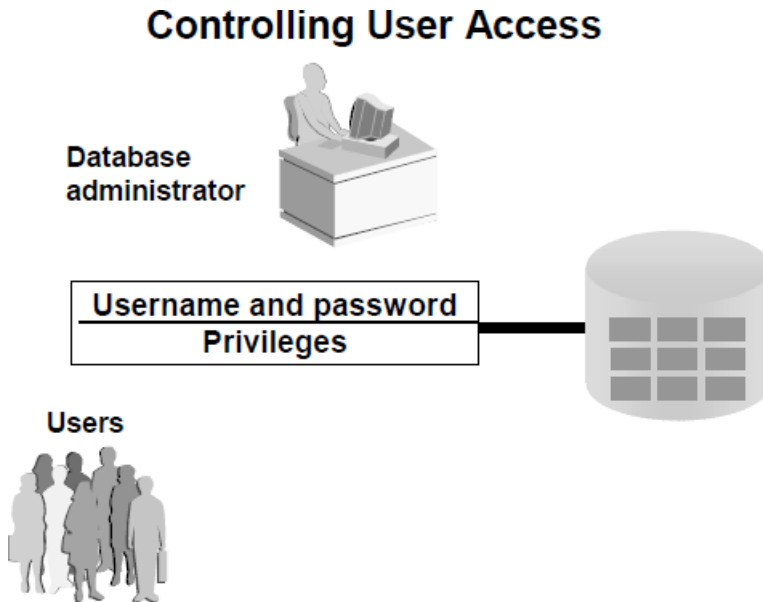 Controlling User Access
Database
administrator
Username and password
Privileges
Users